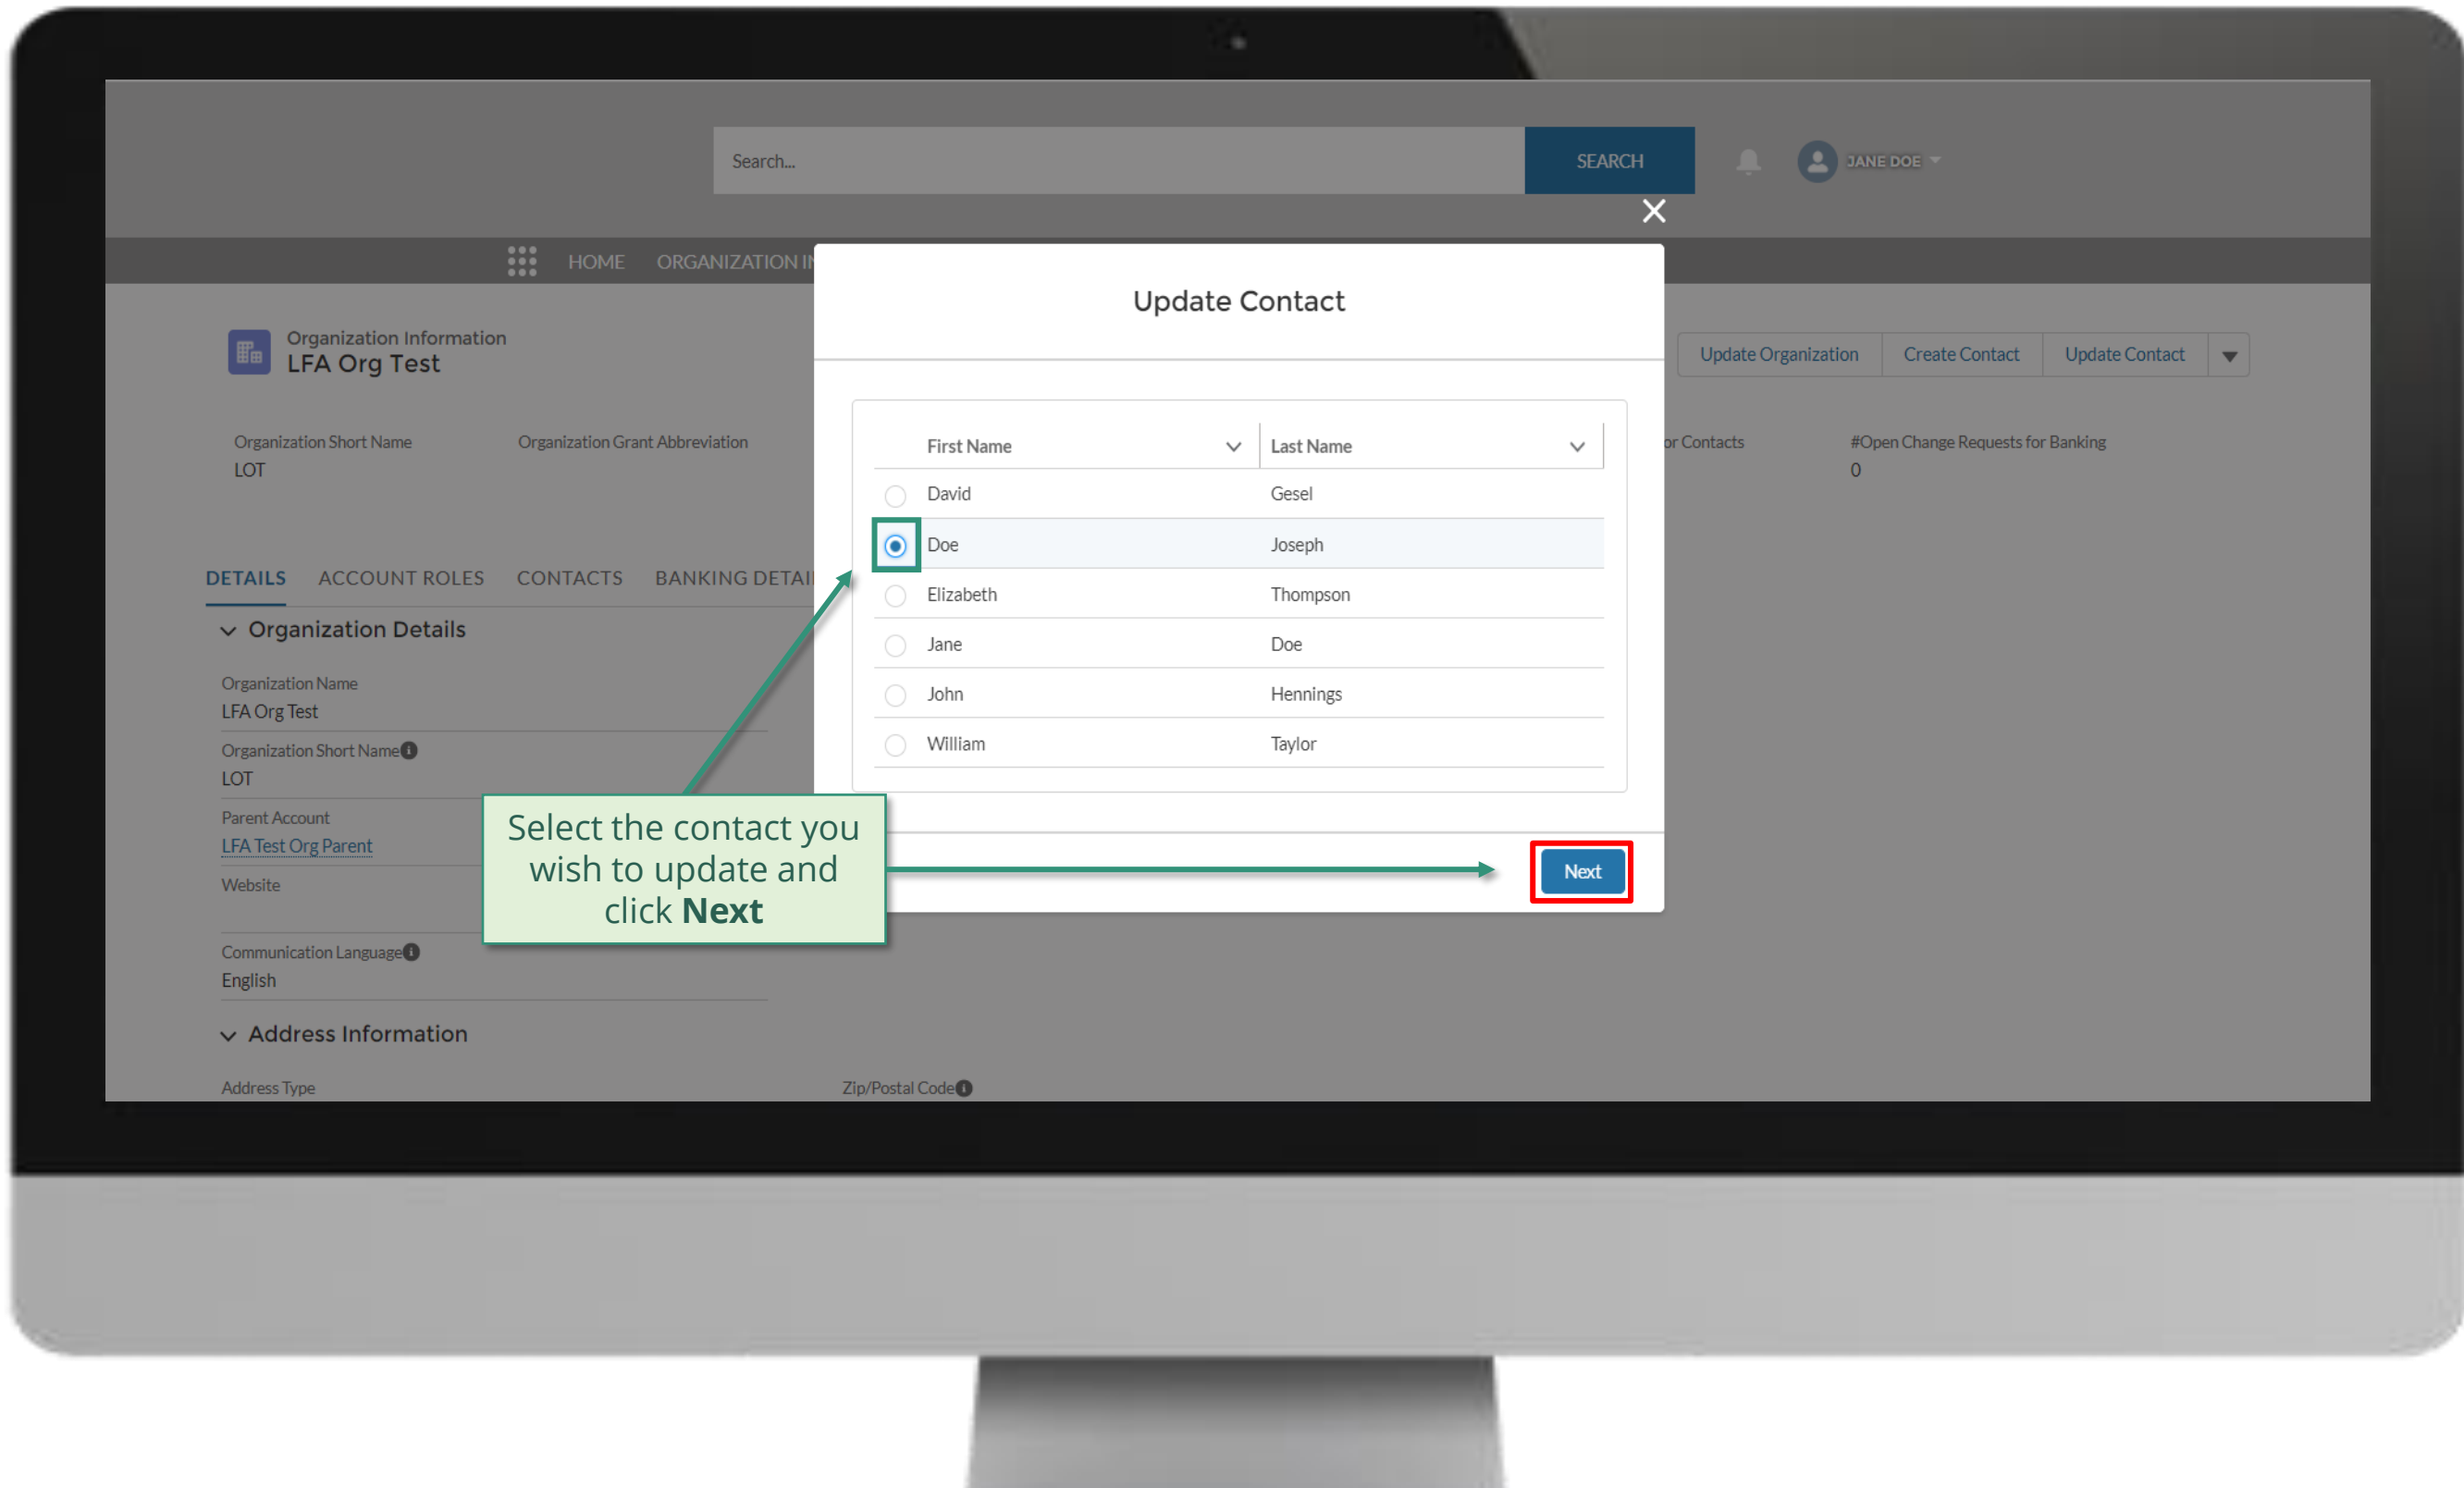 Search...
SEARCH
JANE DOE
HOME ORGANIZATION IN
Update Contact
Organization Information
LFA Org Test
Update Organization Create Contact Update Contact
Organization Short Name Organization Grant Abbreviation or Contacts #Open Change Requests for Banking
LOT 0
First Name Last Name
David Gesel
Doe Joseph
Elizabeth Thompson
Jane Doe
John Hennings
William Taylor
Next
DETAILS ACCOUNT ROLES CONTACTS BANKING DETAI
Organization Details
Organization Name
LFA Org Test
Organization Short Name
LOT
Parent Account
LFA Test Org Parent
Website
Communication Language
English
Select the contact you
wish to update and
click Next
Address Information
Address Type Zip/Postal Code